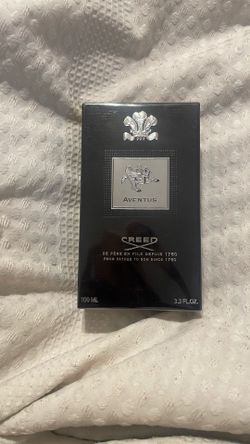 AVENTUS
CREED
DE PÈRE EN FILS DEPUIS 1760
FROM FATHER TO SON SINCE 1760
100 ML 3.3 FL.OZ.